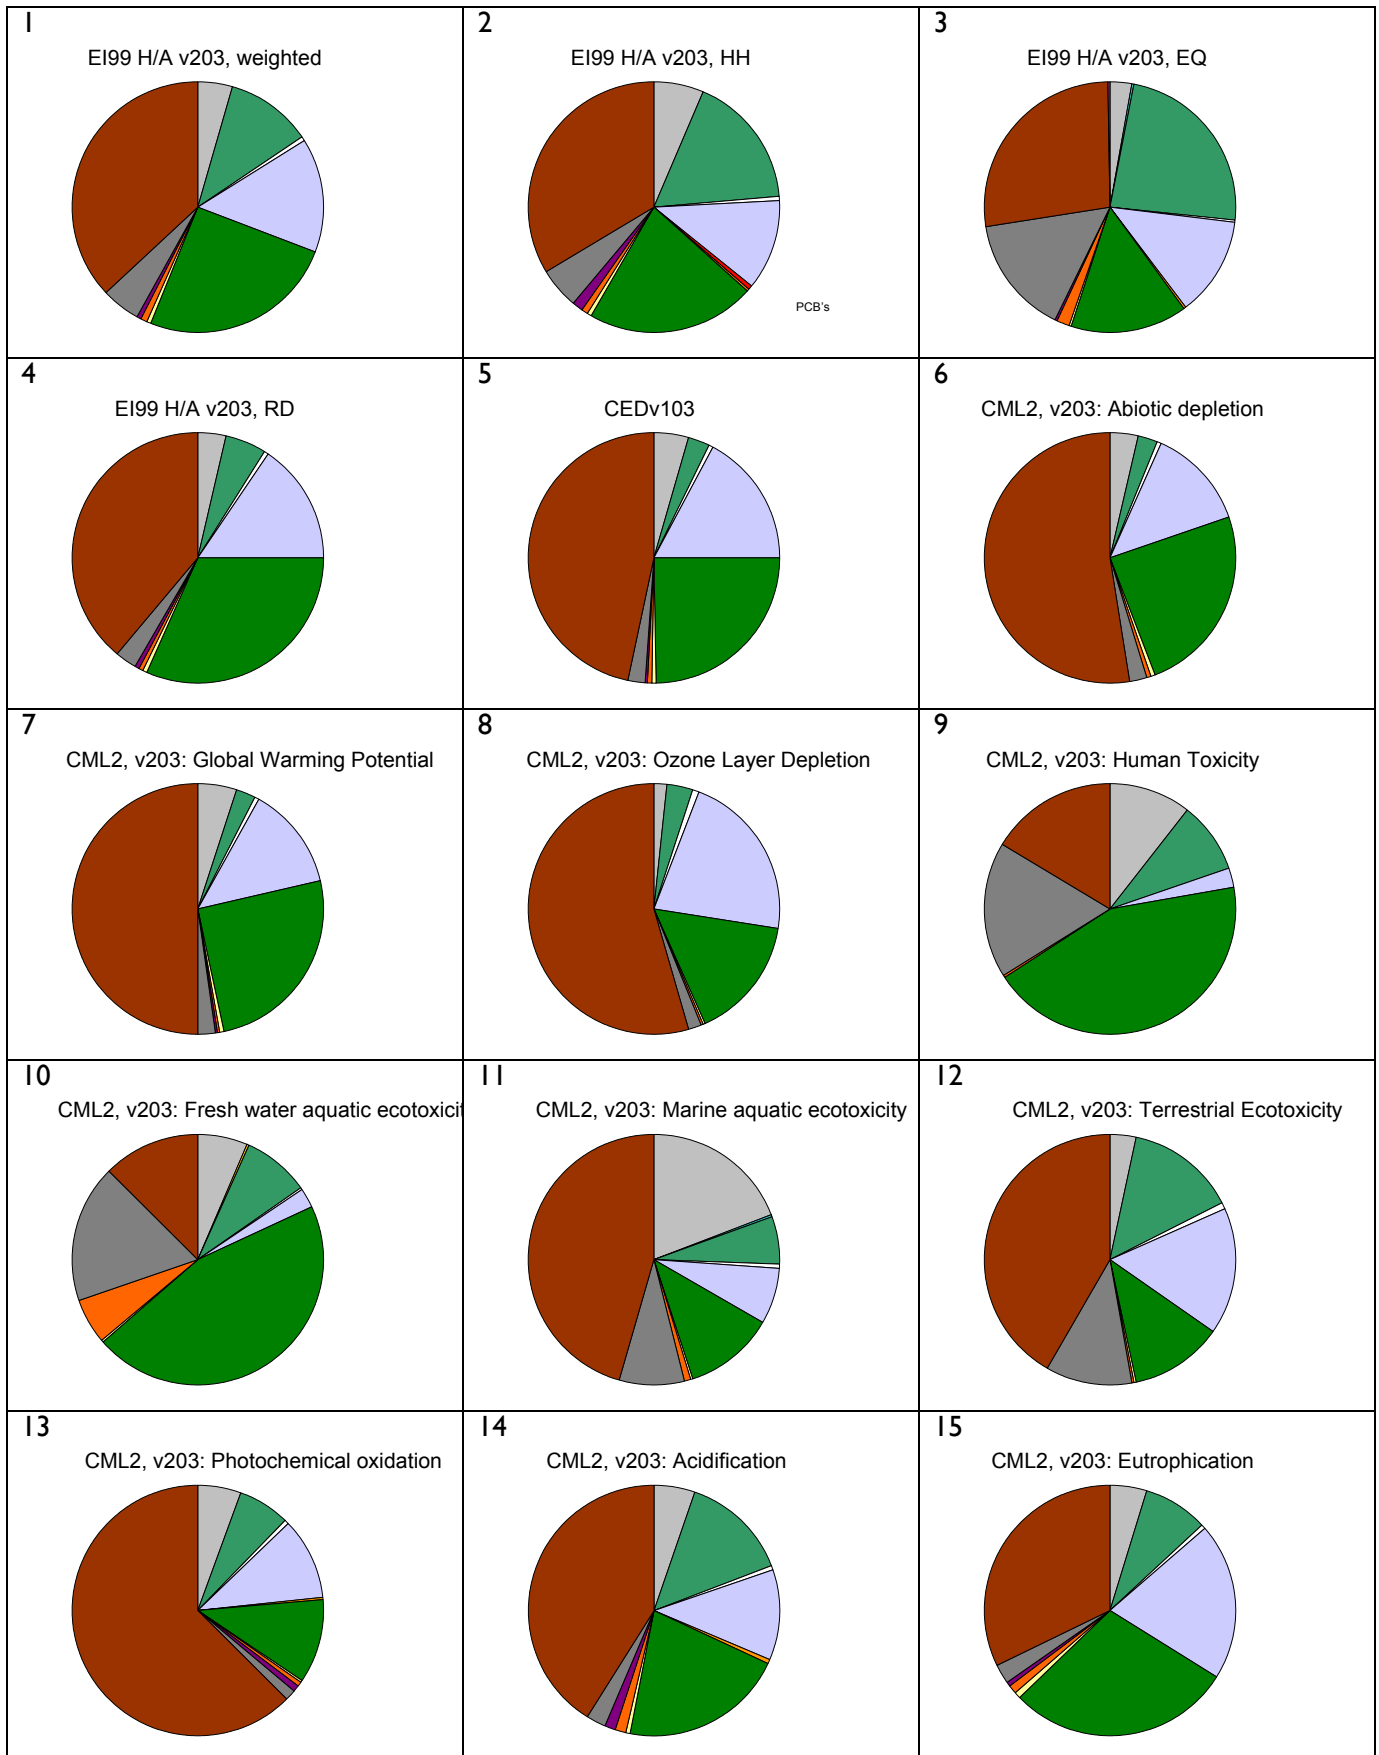 1
EI99 H/A v203, weighted
2
EI99 H/A v203, HH
PCB's
3
EI99 H/A v203, EQ
4
EI99 H/A v203, RD
5
CEDv103
6
CML2, v203: Abiotic depletion
7
CML2, v203: Global Warming Potential
8
CML2, v203: Ozone Layer Depletion
9
CML2, v203: Human Toxicity
10
CML2, v203: Fresh water aquatic ecotoxicit
11
CML2, v203: Marine aquatic ecotoxicity
12
CML2, v203: Terrestrial Ecotoxicity
13
CML2, v203: Photochemical oxidation
14
CML2, v203: Acidification
15
CML2, v203: Eutrophication